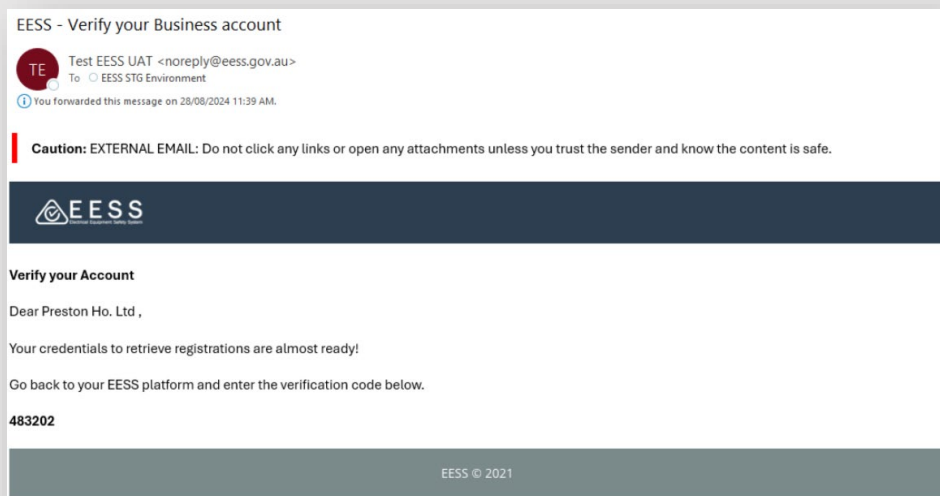 EESS - Verify your Business account
TE
Test EESS UAT <noreply@eess.gov.au>
To EESS STG Environment
You forwarded this message on 28/08/2024 11:39 AM.
Caution: EXTERNAL EMAIL: Do not click any links or open any attachments unless you trust the sender and know the content is safe.
EESS
Electrical Equipment Safety System
Verify your Account
Dear Preston Ho. Ltd ,
Your credentials to retrieve registrations are almost ready!
Go back to your EESS platform and enter the verification code below.
483202
EESS © 2021